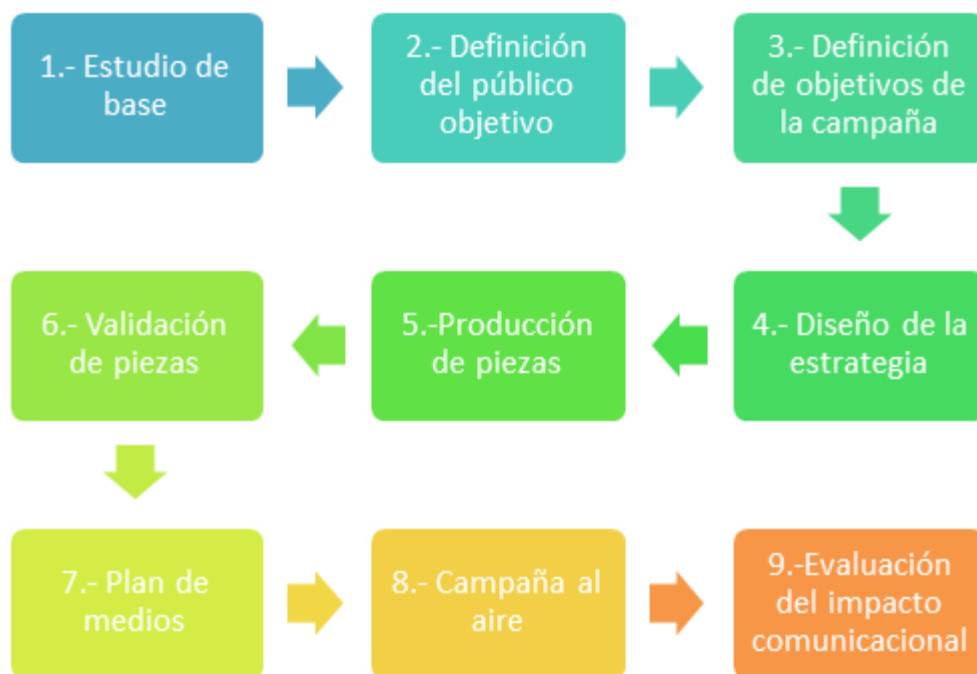 1.- Estudio de
base
2.- Definición
del público
objetivo
3.- Definición
de objetivos de
la campaña
4.- Diseño de la
estrategia
5.-Producción
de piezas
6.- Validación
de piezas
7.- Plan de
medios
8.- Campaña al
aire
9.-Evaluación
del impacto
comunicacional